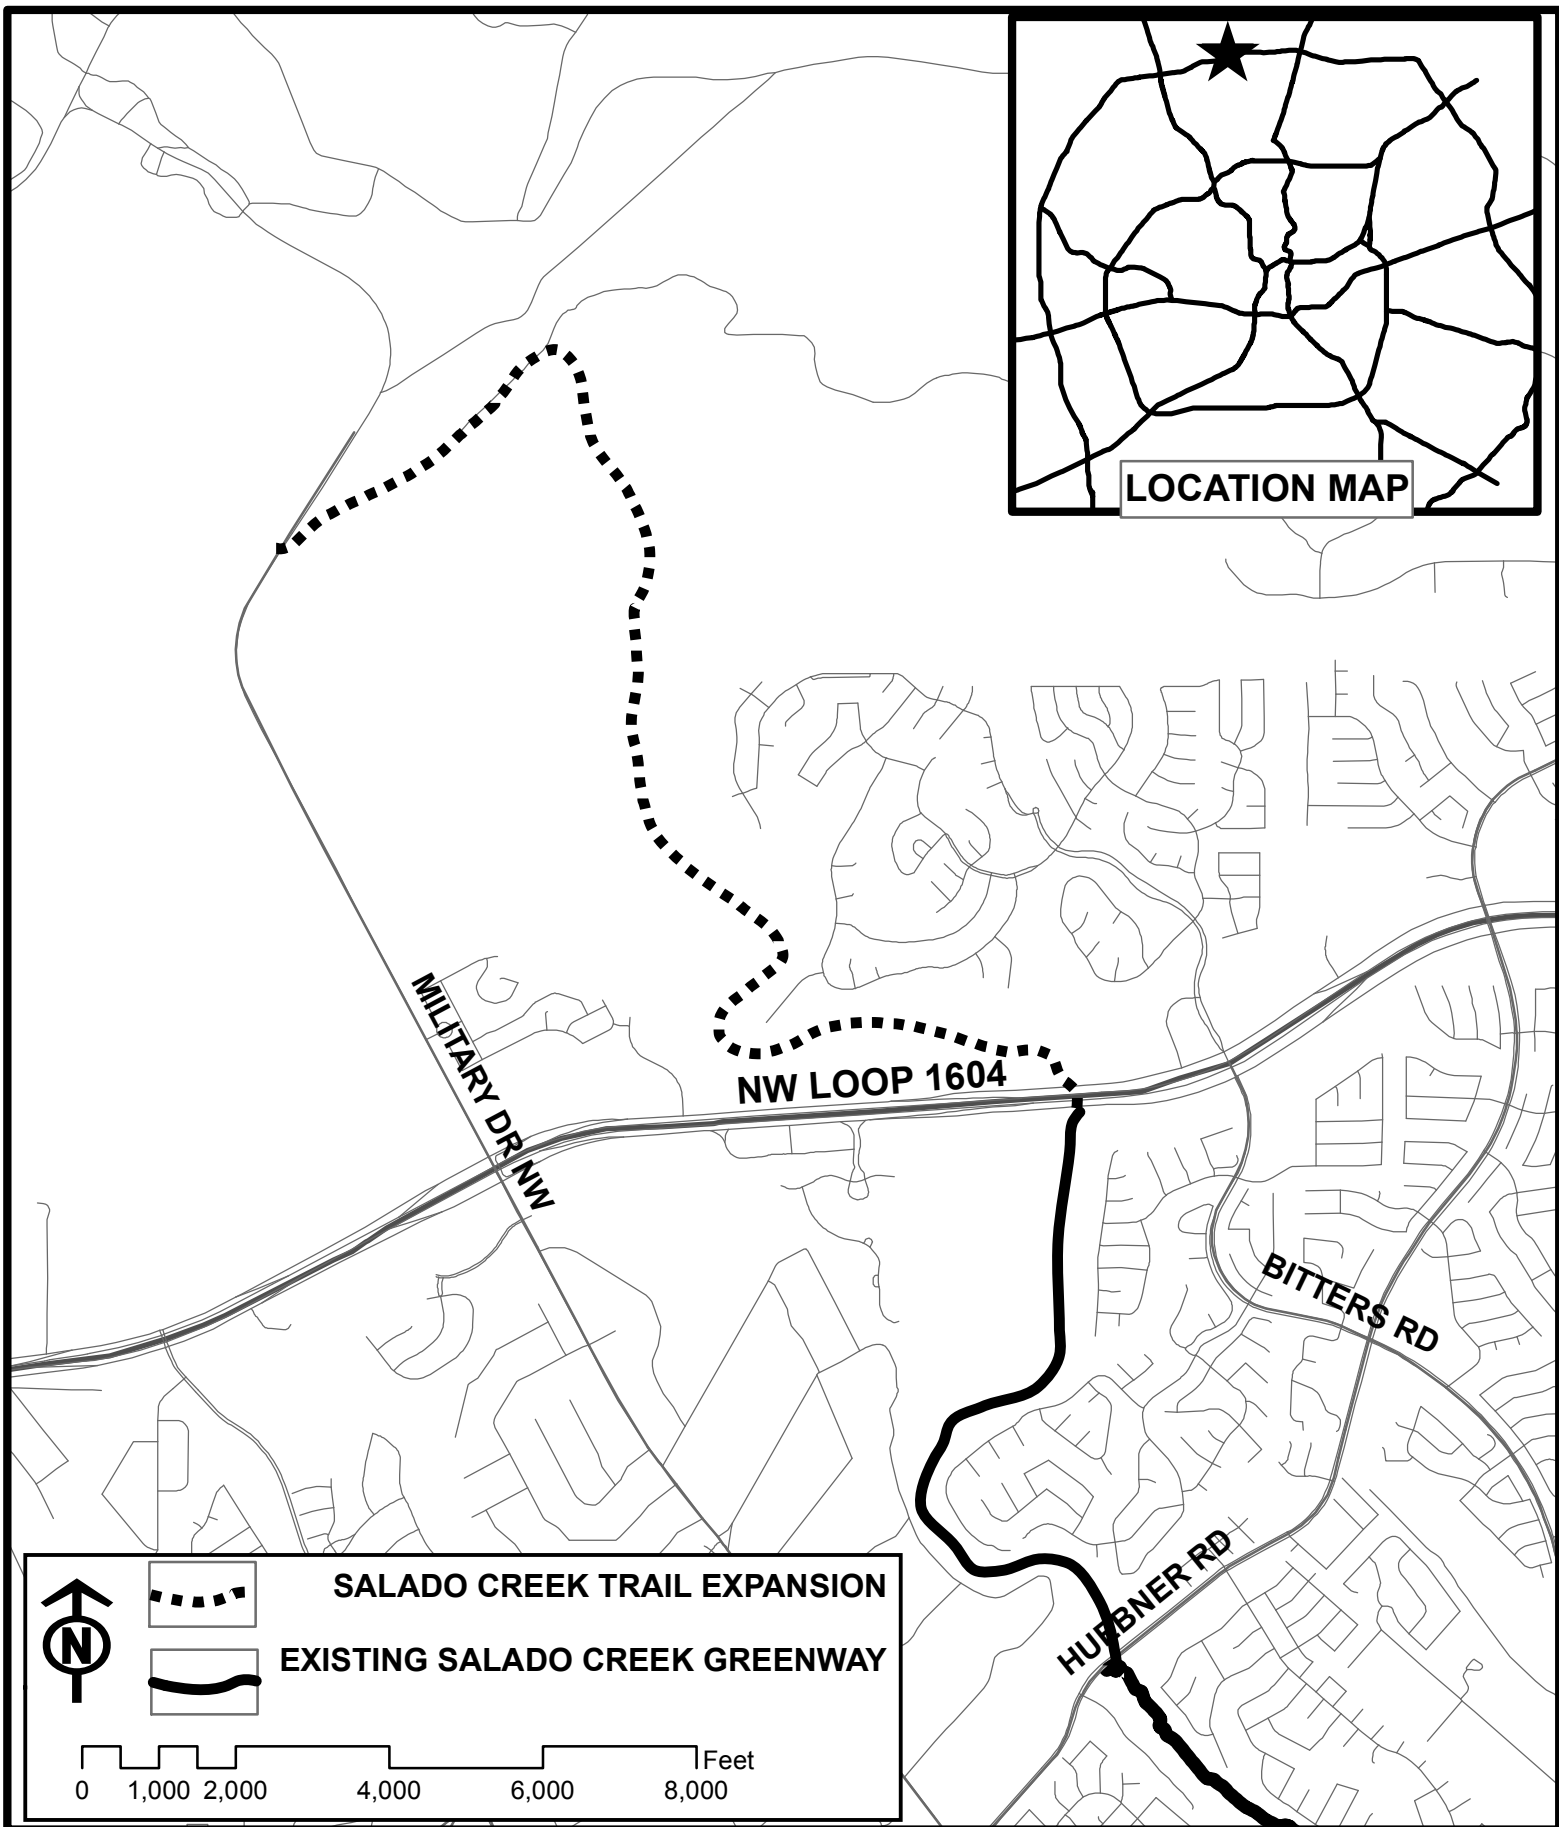 LOCATION MAP
MILITARY DR NW
NW LOOP 1604
BITTERS RD
HUEBNER RD
SALADO CREEK TRAIL EXPANSION
N
EXISTING SALADO CREEK GREENWAY
Feet
0 1,000 2,000 4,000 6,000 8,000